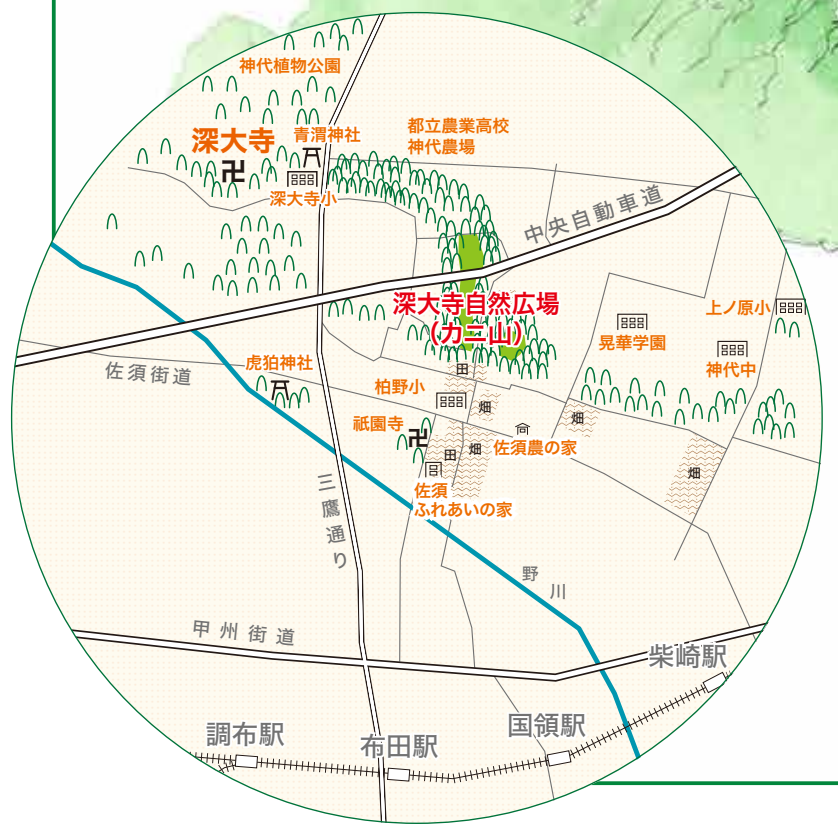 神代植物公園
深大寺
卍
青渭神社
深大寺小
都立農業高校
神代農場
中央自動車道
深大寺自然広場
(カニ山)
上ノ原小
晃華学園
神代中
佐須街道
虎狛神社
柏野小
田
畑
畑
祇園寺
卍
田
畑
佐須農の家
畑
佐須
ふれあいの家
三鷹通り
野川
甲州街道
柴崎駅
国領駅
調布駅
布田駅